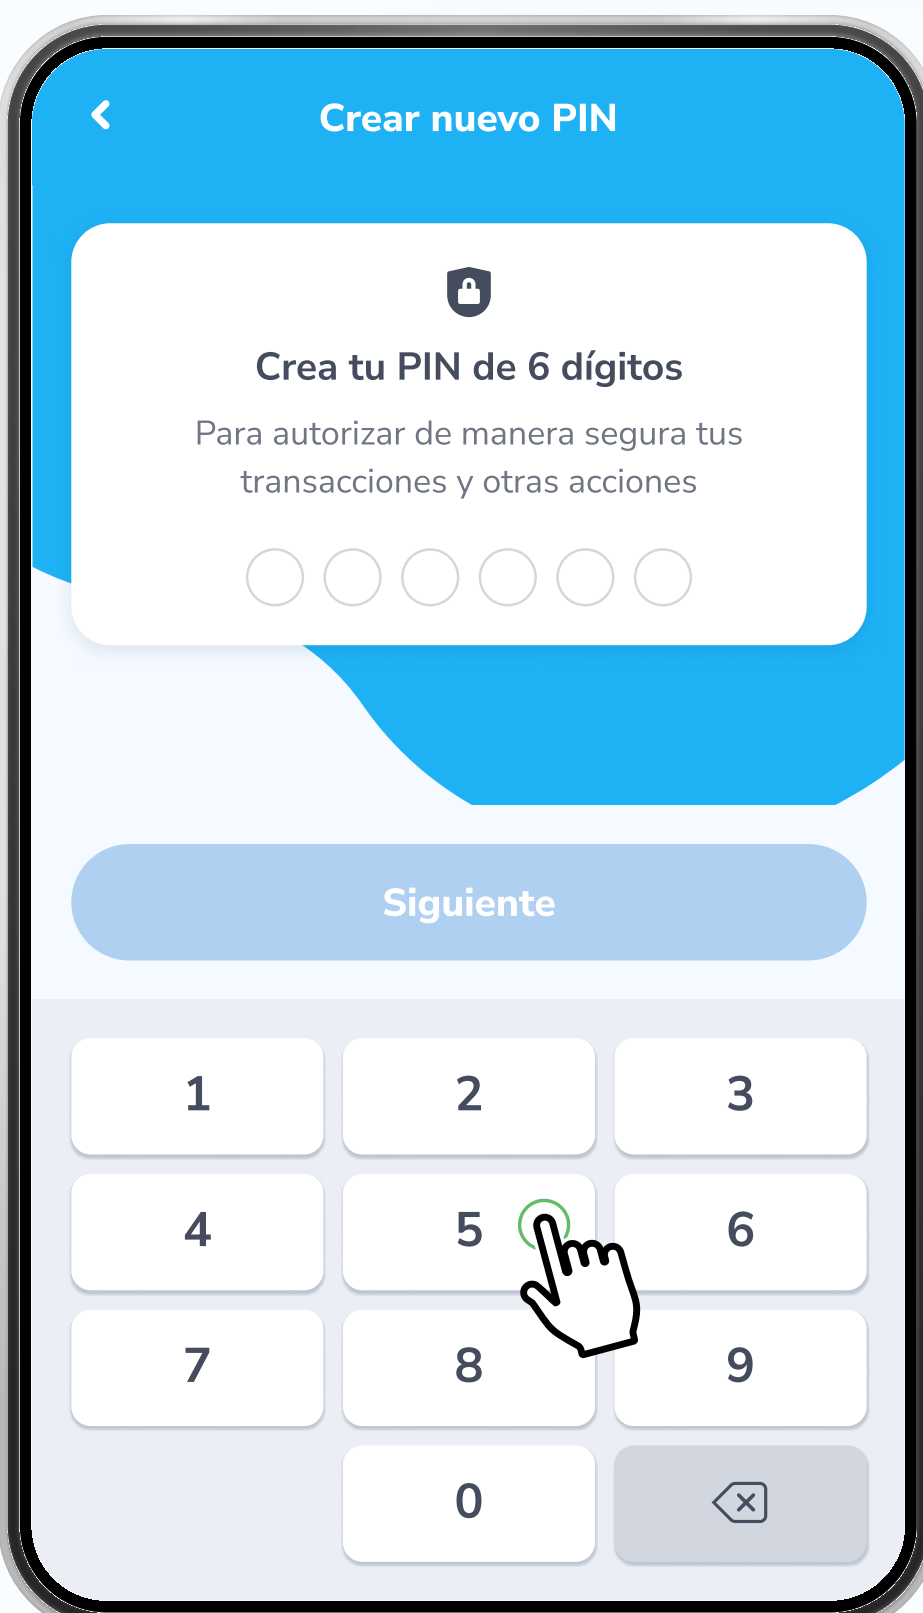 Crear nuevo PIN
Crea tu PIN de 6 dígitos
Para autorizar de manera segura tus
transacciones y otras acciones
Siguiente
1 2 3
4 5 6
7 8 9
0